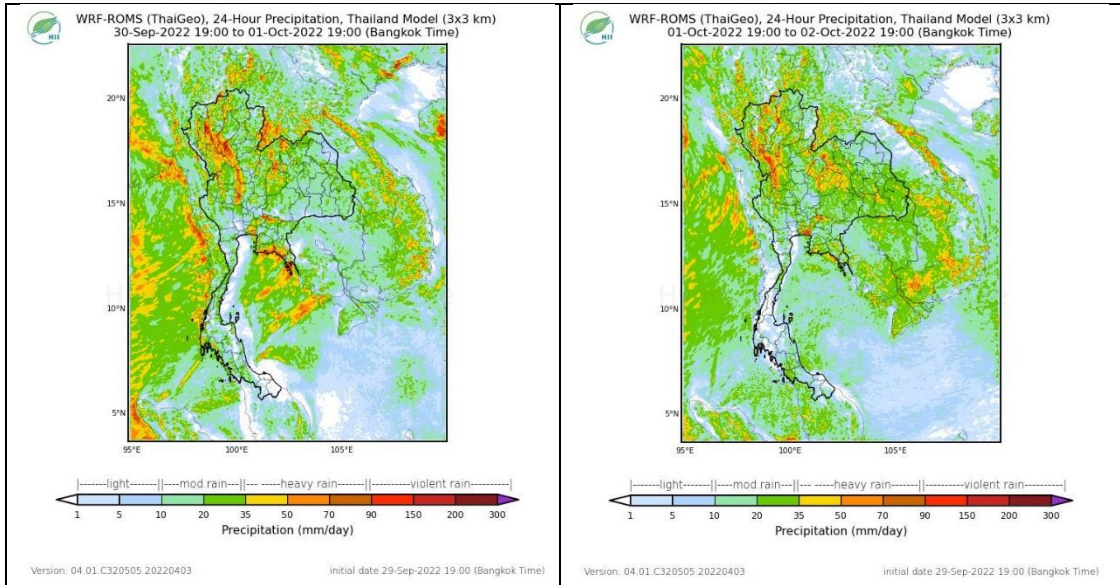 HII
WRF-ROMS (ThaiGeo), 24-Hour Precipitation, Thailand Model (3x3 km)
30-Sep-2022 19:00 to 01-Oct-2022 19:00 (Bangkok Time)
20°N
15°N
10°N
5°N
95°E 100°E 105°E
|-------light-------||----mod.rain----||--- -----heavy rain----||----------violent rain---------|
1 5 10 20 35 50 70 90 150 200 300
Precipitation (mm/day)
Version: 04.01.C320505.20220403 initial date 29-Sep-2022 19:00 (Bangkok Time)
HII
WRF-ROMS (ThaiGeo), 24-Hour Precipitation, Thailand Model (3x3 km)
01-Oct-2022 19:00 to 02-Oct-2022 19:00 (Bangkok Time)
20°N
15°N
10°N
5°N
95°E 100°E 105°E
|-------light-------||----mod.rain---||--- -----heavy rain----||----------violent rain---------|
1 5 10 20 35 50 70 90 150 200 300
Precipitation (mm/day)
Version: 04.01.C320505.20220403 initial date 29-Sep-2022 19:00 (Bangkok Time)